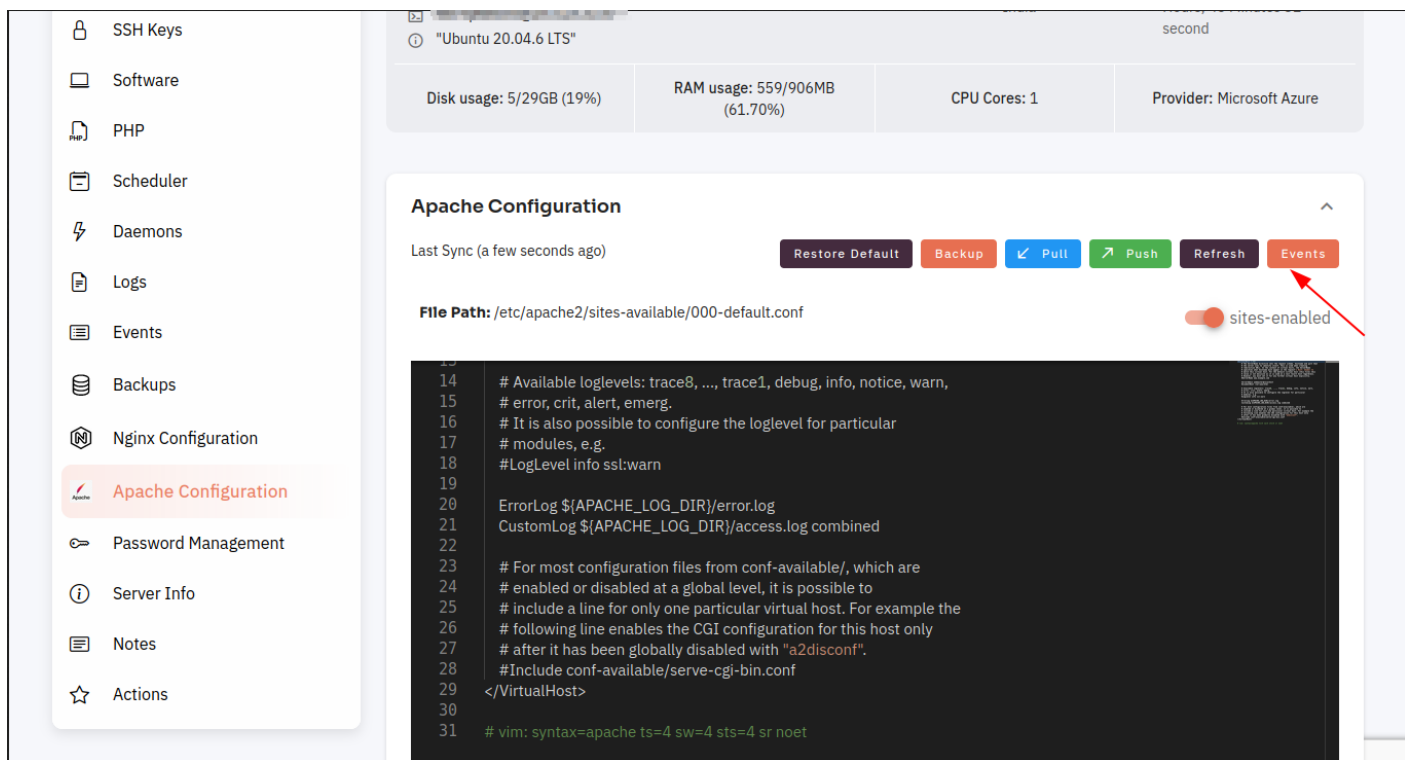 SSH Keys
Software
PHP
Scheduler
Daemons
Logs
Events
Backups
Nginx Configuration
Apache Configuration
Password Management
Server Info
Notes
Actions
"Ubuntu 20.04.6 LTS"
second
Disk usage: 5/29GB (19%)
RAM usage: 559/906MB
(61.70%)
CPU Cores: 1
Provider: Microsoft Azure
Apache Configuration
Last Sync (a few seconds ago)
Restore Default
Backup
Pull
Push
Refresh
Events
File Path: /etc/apache2/sites-available/000-default.conf
sites-enabled
14 # Available loglevels: trace8, ..., trace1, debug, info, notice, warn,
15 # error, crit, alert, emerg.
16 # It is also possible to configure the loglevel for particular
17 # modules, e.g.
18 #LogLevel info ssl:warn
19
20 ErrorLog ${APACHE_LOG_DIR}/error.log
21 CustomLog ${APACHE_LOG_DIR}/access.log combined
22
23 # For most configuration files from conf-available/, which are
24 # enabled or disabled at a global level, it is possible to
25 # include a line for only one particular virtual host. For example the
26 # following line enables the CGI configuration for this host only
27 # after it has been globally disabled with "a2disconf".
28 #Include conf-available/serve-cgi-bin.conf
29 </VirtualHost>
30
31 # vim: syntax=apache ts=4 sw=4 sts=4 sr noet